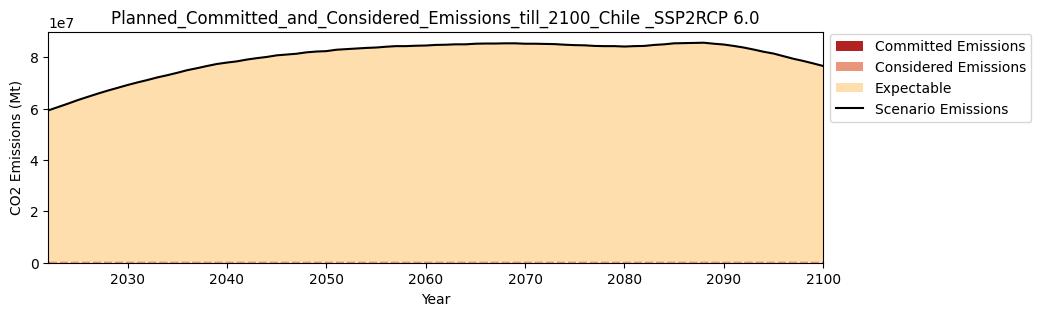 Planned_Committed_and_Considered_Emissions_till_2100_Chile _SSP2RCP 6.0
1e7
8
6
4
2
0
CO2 Emissions (Mt)
2030 2040 2050 2060 2070 2080 2090 2100
Year
Committed Emissions
Considered Emissions
Expectable
Scenario Emissions